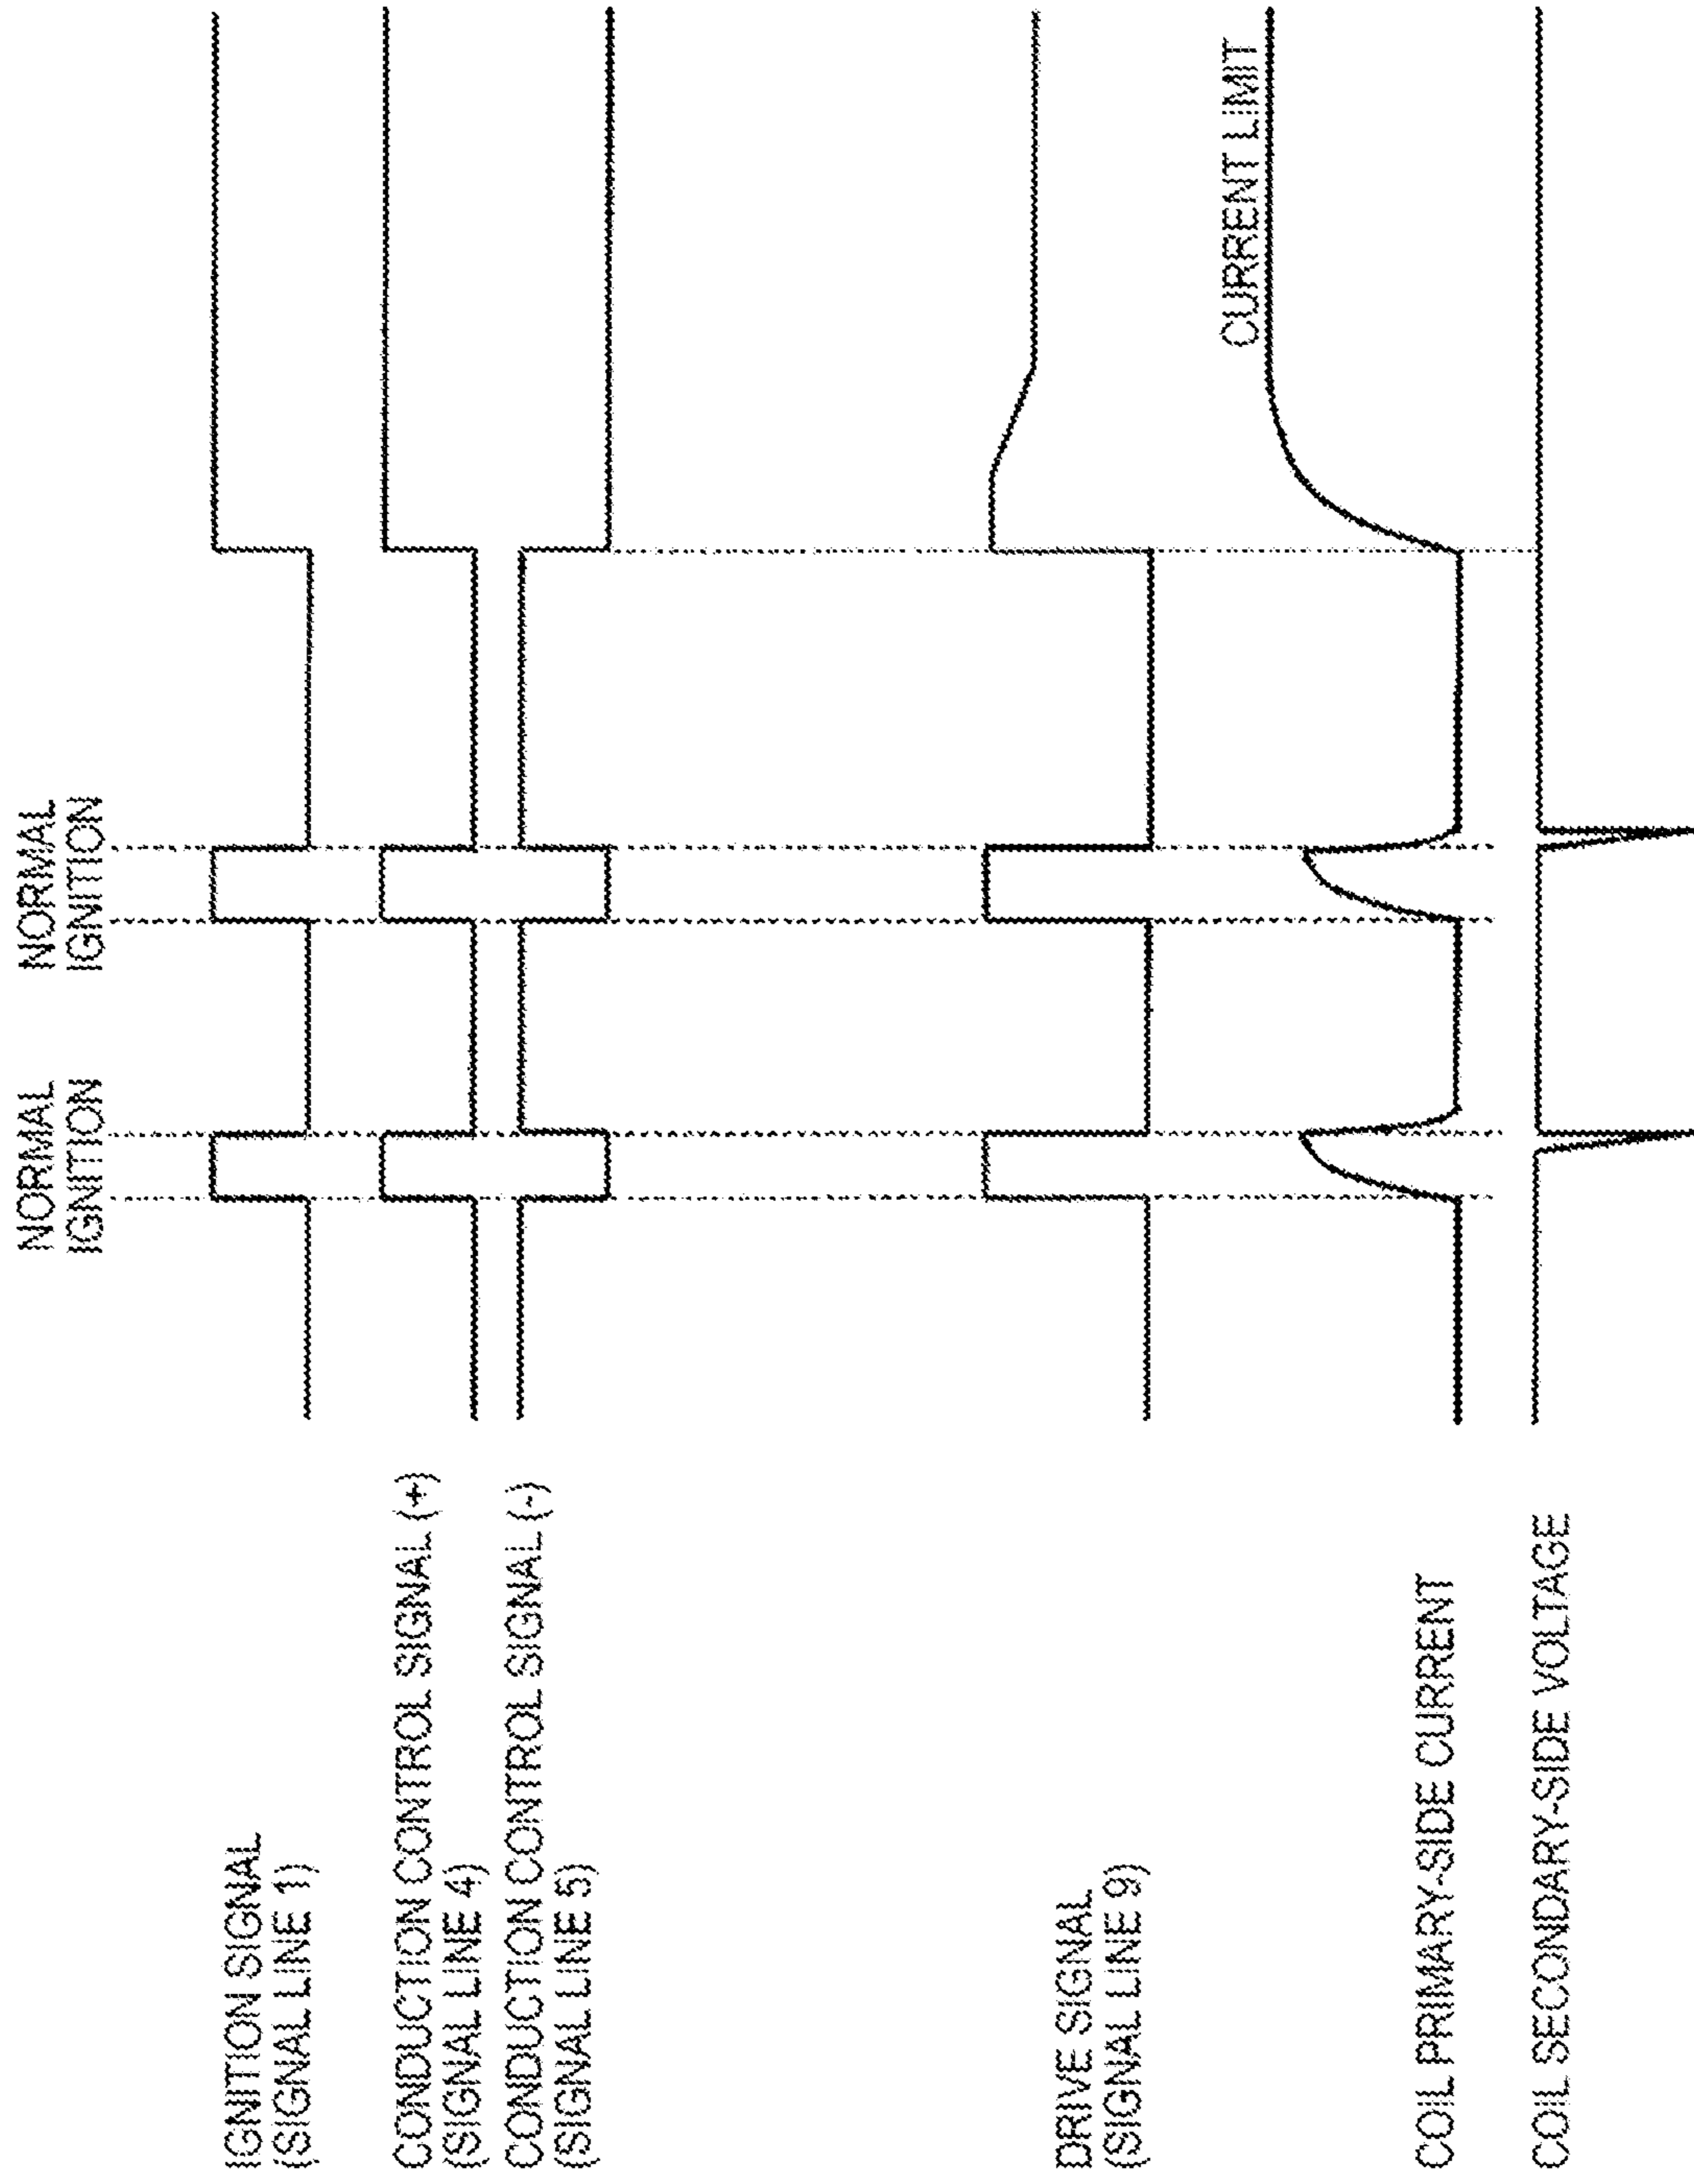 NORMAL
IGNITION
NORMAL
IGNITION
IGNITION SIGNAL
(SIGNAL LINE 1)
CONDUCTION CONTROL SIGNAL (+)
(SIGNAL LINE 4)
CONDUCTION CONTROL SIGNAL (-)
(SIGNAL LINE 5)
DRIVE SIGNAL
(SIGNAL LINE 9)
CURRENT LIMIT
COIL PRIMARY-SIDE CURRENT
COIL SECONDARY-SIDE VOLTAGE